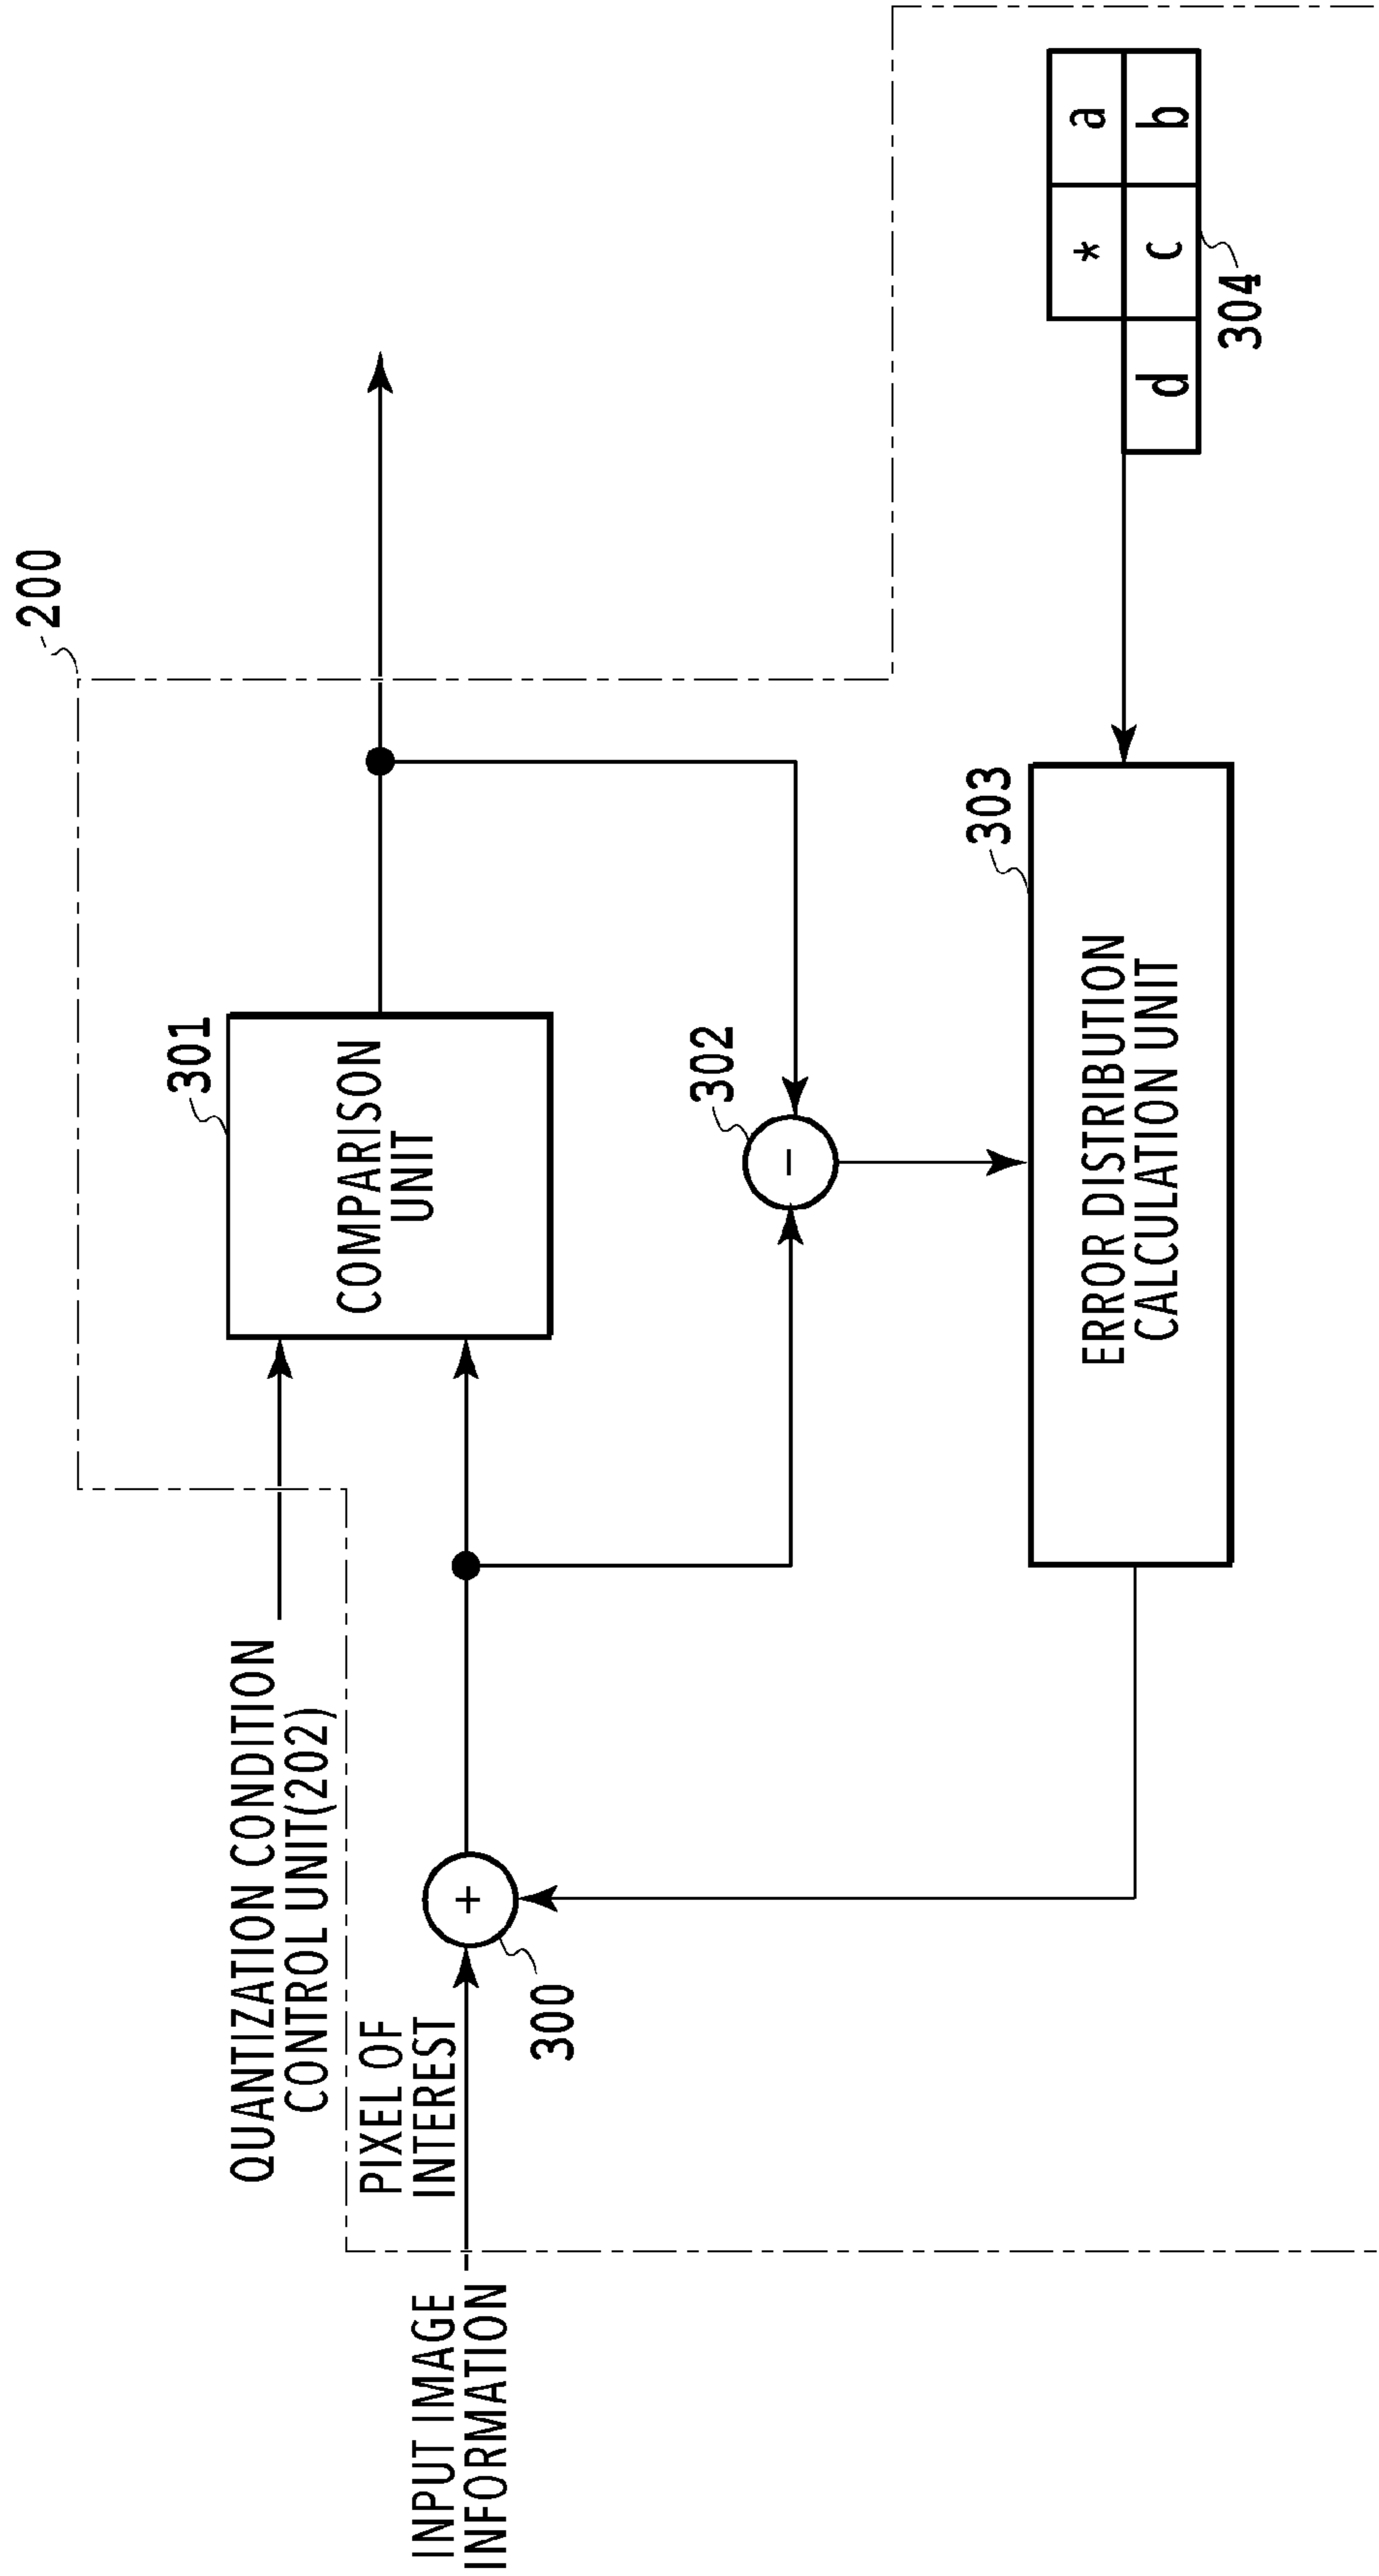 200
QUANTIZATION CONDITION
CONTROL UNIT(202)
301
COMPARISON
UNIT
PIXEL OF
INTEREST
INPUT IMAGE
INFORMATION
+
300
302
-
303
ERROR DISTRIBUTION
CALCULATION UNIT
* a
d c b
304